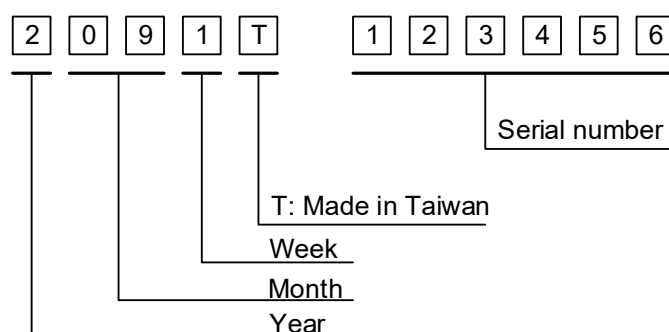 2 0 9 1 T 1 2 3 4 5 6
Serial number
T: Made in Taiwan
Week
Month
Year